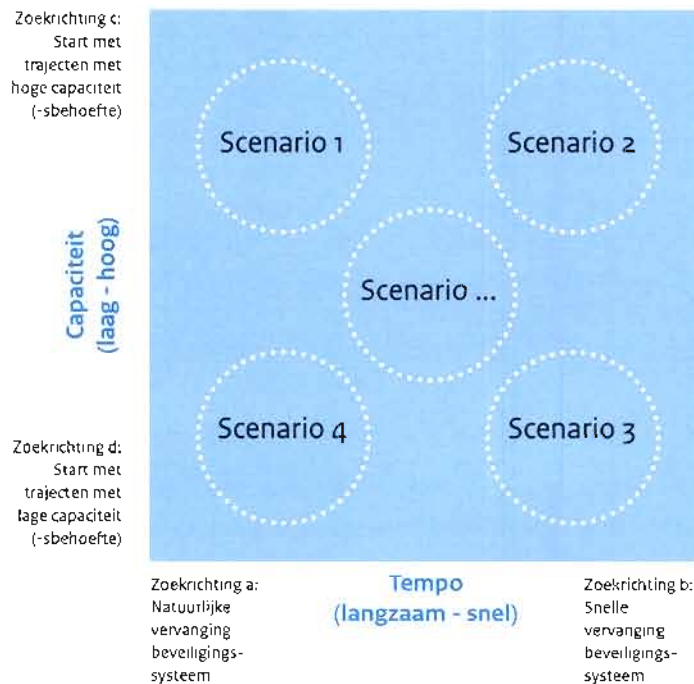 Zoekrichting c:
Start met
trajecten met
hoge capaciteit
(-sbehoefte)
Scenario 1
Scenario 2
Capaciteit
(laag - hoog)
Scenario ...
Scenario 4
Scenario 3
Zoekrichting d:
Start met
trajecten met
lage capaciteit
(-sbehoefte)
Zoekrichting a:
Natuurlijke
vervanging
beveiligings-
systeem
Tempo
(langzaam - snel)
Zoekrichting b:
Snelle
vervanging
beveiligings-
systeem